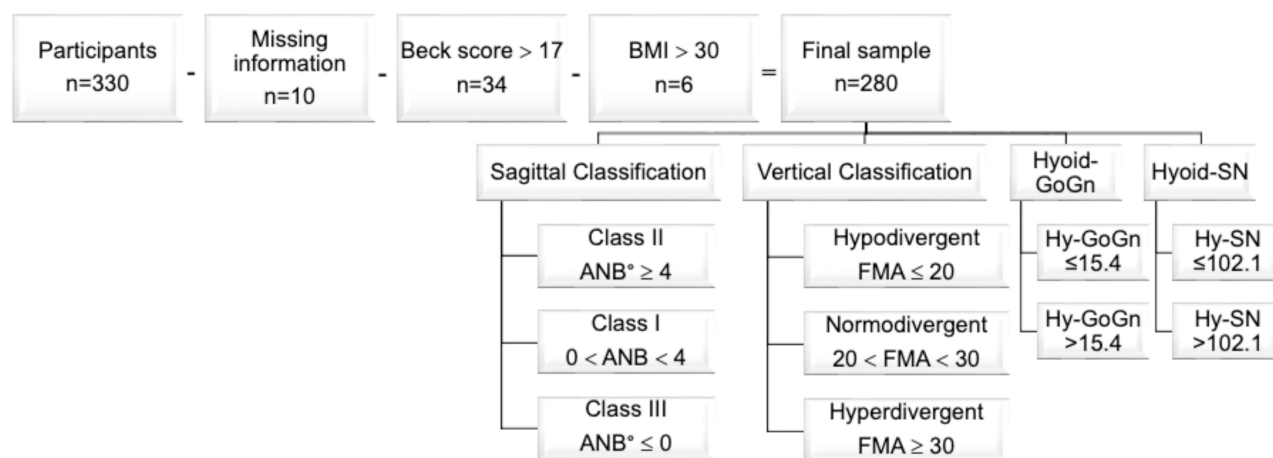 Participants
n=330
-
Missing
information
n=10
-
Beck score > 17
n=34
-
BMI > 30
n=6
=
Final sample
n=280
Sagittal Classification
Class II
ANB° ≥ 4
Class I
0 < ANB < 4
Class III
ANB° ≤ 0
Vertical Classification
Hypodivergent
FMA ≤ 20
Normodivergent
20 < FMA < 30
Hyperdivergent
FMA ≥ 30
Hyoid-
GoGn
Hy-GoGn
≤15.4
Hy-GoGn
>15.4
Hyoid-SN
Hy-SN
≤102.1
Hy-SN
>102.1